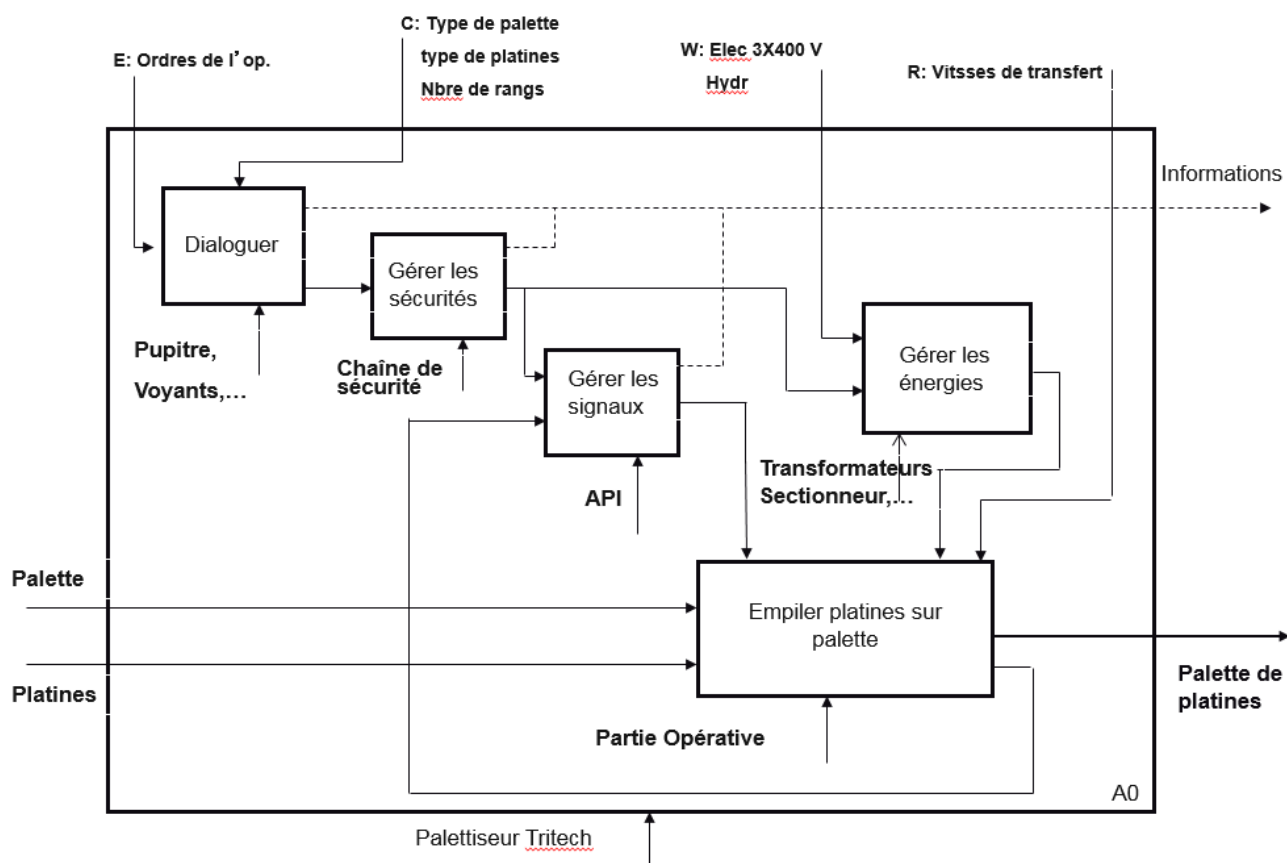 C: Type de palette
type de platines
Nbre de rangs
E: Ordres de l'op.
W: Elec 3X400 V
Hydr
R: Vitsses de transfert
Informations
Dialoguer
Gérer les
sécurités
Pupitre,
Voyants,…
Chaîne de
sécurité
Gérer les
signaux
API
Gérer les
énergies
Transformateurs
Sectionneur,…
Palette
Platines
Empiler platines sur
palette
Palette de
platines
Partie Opérative
A0
Palettiseur Tritech